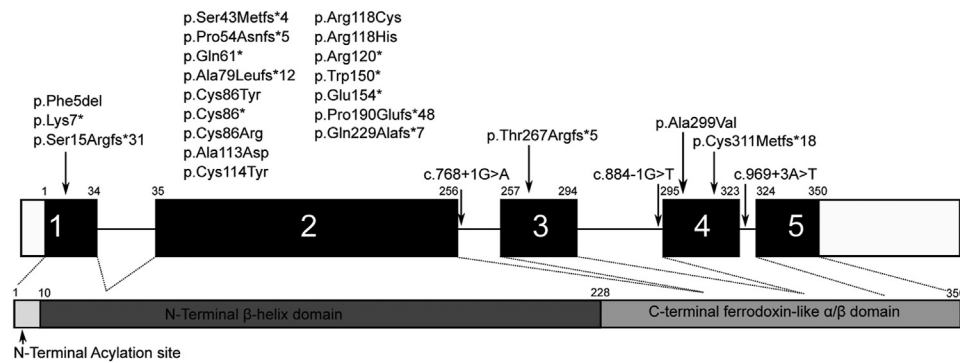 p.Ser43Metfs*4
p.Pro54Asnfs*5
p.Gln61*
p.Ala79Leufs*12
p.Cys86Tyr
p.Cys86*
p.Cys86Arg
p.Ala113Asp
p.Cys114Tyr
p.Arg118Cys
p.Arg118His
p.Arg120*
p.Trp150*
p.Glu154*
p.Pro190Glufs*48
p.Gln229Alafs*7
p.Phe5del
p.Lys7*
p.Ser15Argfs*31
p.Thr267Argfs*5
p.Ala299Val
p.Cys311Metfs*18
c.768+1G>A
c.884-1G>T
c.969+3A>T
1 34 35 256 257 294 295 323 324 350
1 2 3 4 5
1 10 228 350
N-Terminal β-helix domain
C-terminal ferrodoxin-like α/β domain
N-Terminal Acylation site